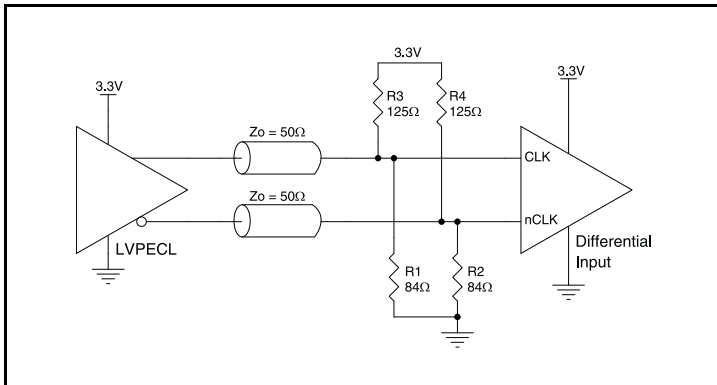 3.3V
3.3V
3.3V
R3
125Ω
R4
125Ω
Zo = 50Ω
CLK
Zo = 50Ω
nCLK
LVPECL
Differential
Input
R1
84Ω
R2
84Ω